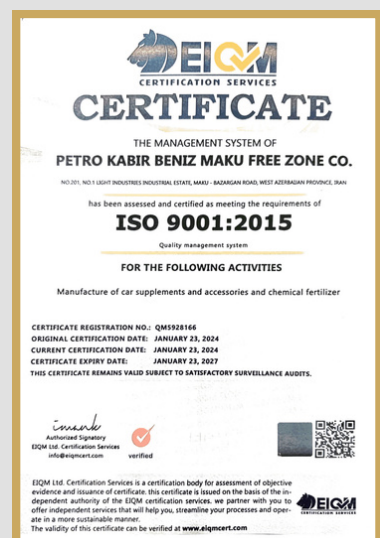 EIQM
CERTIFICATION SERVICES
CERTIFICATE
THE MANAGEMENT SYSTEM OF
PETRO KABIR BENIZ MAKU FREE ZONE CO.
NO.201, NO.1 LIGHT INDUSTRIES INDUSTRIAL ESTATE, MAKU - BAZARGAN ROAD, WEST AZERBAIJAN PROVINCE, IRAN
has been assessed and certified as meeting the requirements of
ISO 9001:2015
Quality management system
FOR THE FOLLOWING ACTIVITIES
Manufacture of car supplements and accessories and chemical fertilizer
CERTIFICATE REGISTRATION NO.: QMS928166
ORIGINAL CERTIFICATION DATE: JANUARY 23, 2024
CURRENT CERTIFICATION DATE: JANUARY 23, 2024
CERTIFICATE EXPIRY DATE: JANUARY 23, 2027
THIS CERTIFICATE REMAINS VALID SUBJECT TO SATISFACTORY SURVEILLANCE AUDITS.
Authorized Signatory
EIQM Ltd. Certification Services
info@eiqmcert.com
verified
EIQM Ltd. Certification Services is a certification body for assessment of objective
evidence and issuance of certificate. this certificate is issued on the basis of the in-
dependent authority of the EIQM certification services. we partner with you to
offer independent services that will help you, streamline your processes and oper-
ate in a more sustainable manner.
The validity of this certificate can be verified at www.eiqmcert.com
EIQM
CERTIFICATION SERVICES